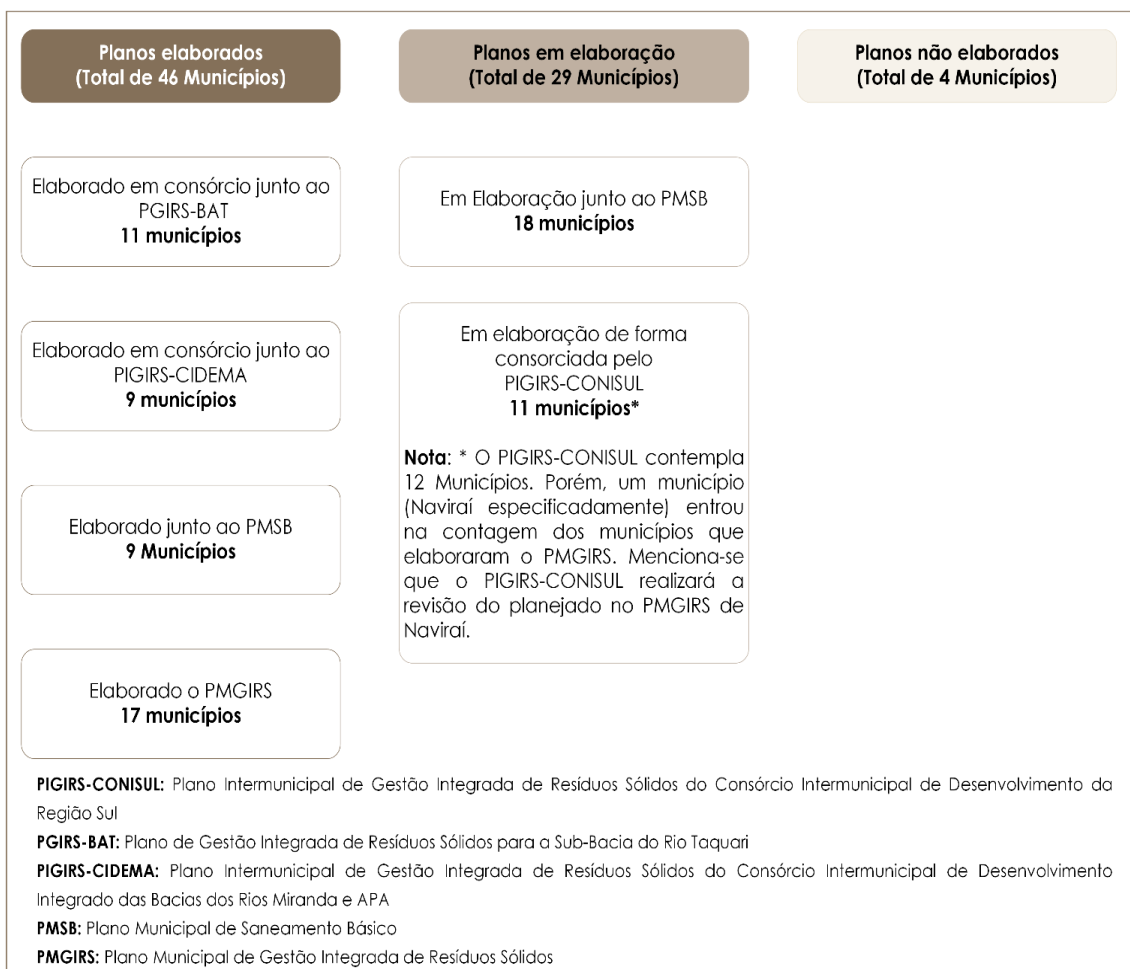 Planos elaborados
(Total de 46 Municípios)
Planos em elaboração
(Total de 29 Municípios)
Planos não elaborados
(Total de 4 Municípios)
Elaborado em consórcio junto ao
PGIRS-BAT
11 municípios
Elaborado em consórcio junto ao
PIGIRS-CIDEMA
9 municípios
Elaborado junto ao PMSB
9 Municípios
Elaborado o PMGIRS
17 municípios
Em Elaboração junto ao PMSB
18 municípios
Em elaboração de forma
consorciada pelo
PIGIRS-CONISUL
11 municípios*
Nota: * O PIGIRS-CONISUL contempla
12 Municípios. Porém, um município
(Naviraí especificadamente) entrou
na contagem dos municípios que
elaboraram o PMGIRS. Menciona-se
que o PIGIRS-CONISUL realizará a
revisão do planejado no PMGIRS de
Naviraí.
PIGIRS-CONISUL: Plano Intermunicipal de Gestão Integrada de Resíduos Sólidos do Consórcio Intermunicipal de Desenvolvimento da
Região Sul
PGIRS-BAT: Plano de Gestão Integrada de Resíduos Sólidos para a Sub-Bacia do Rio Taquari
PIGIRS-CIDEMA: Plano Intermunicipal de Gestão Integrada de Resíduos Sólidos do Consórcio Intermunicipal de Desenvolvimento
Integrado das Bacias dos Rios Miranda e APA
PMSB: Plano Municipal de Saneamento Básico
PMGIRS: Plano Municipal de Gestão Integrada de Resíduos Sólidos